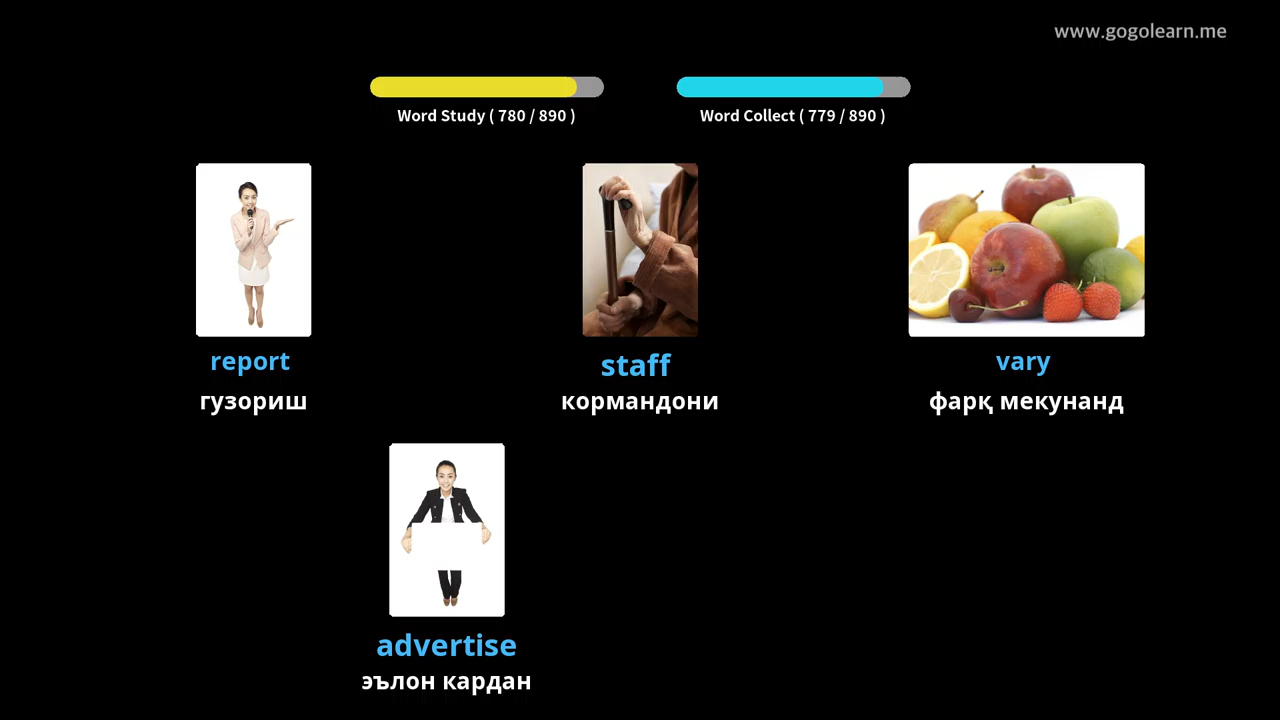 www.gogolearn.me
Word Study ( 780 / 890 )
Word Collect ( 779 / 890 )
report
гузориш
staff
кормандони
vary
фарқ мекунанд
advertise
эълон кардан